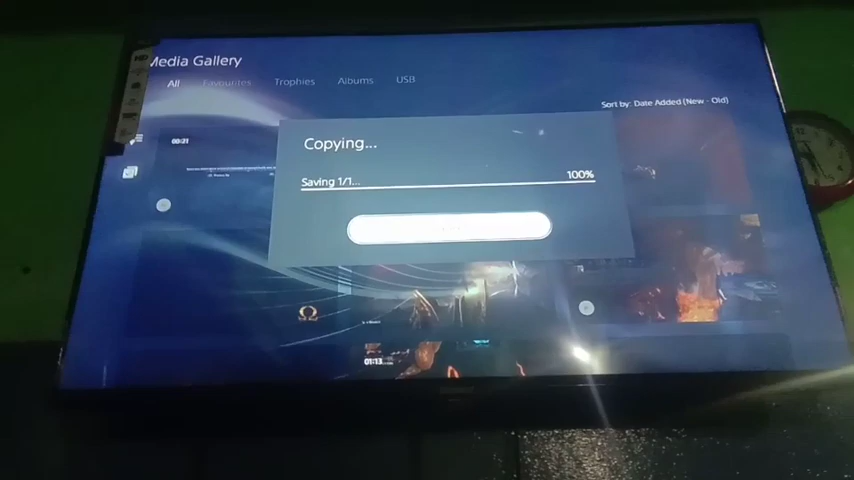 Media Gallery
All Favourites Trophies Albums USB
Sort by: Date Added (New - Old)
00:21
Copying...
Saving 1/1... 100%
01:13